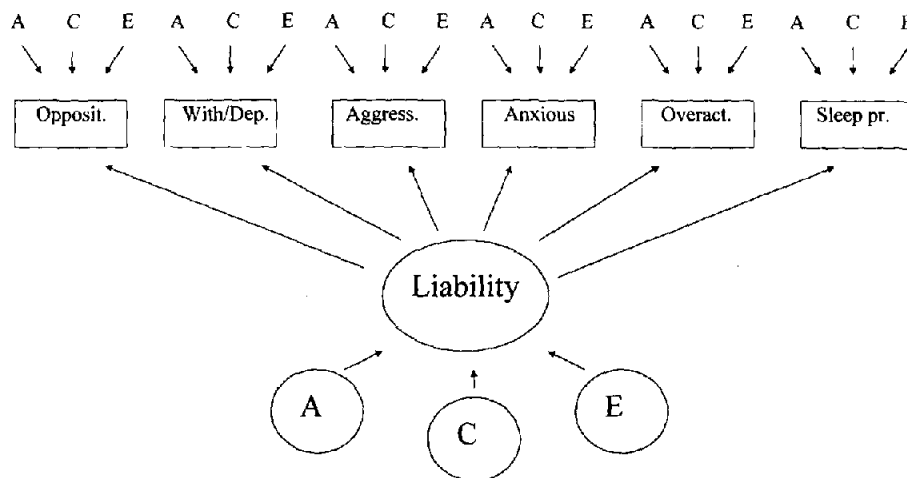 A C E A C E A C E A C E A C E A C E
Opposit. With/Dep. Aggress. Anxious Overact. Sleep pr.
Liability
A
C
E